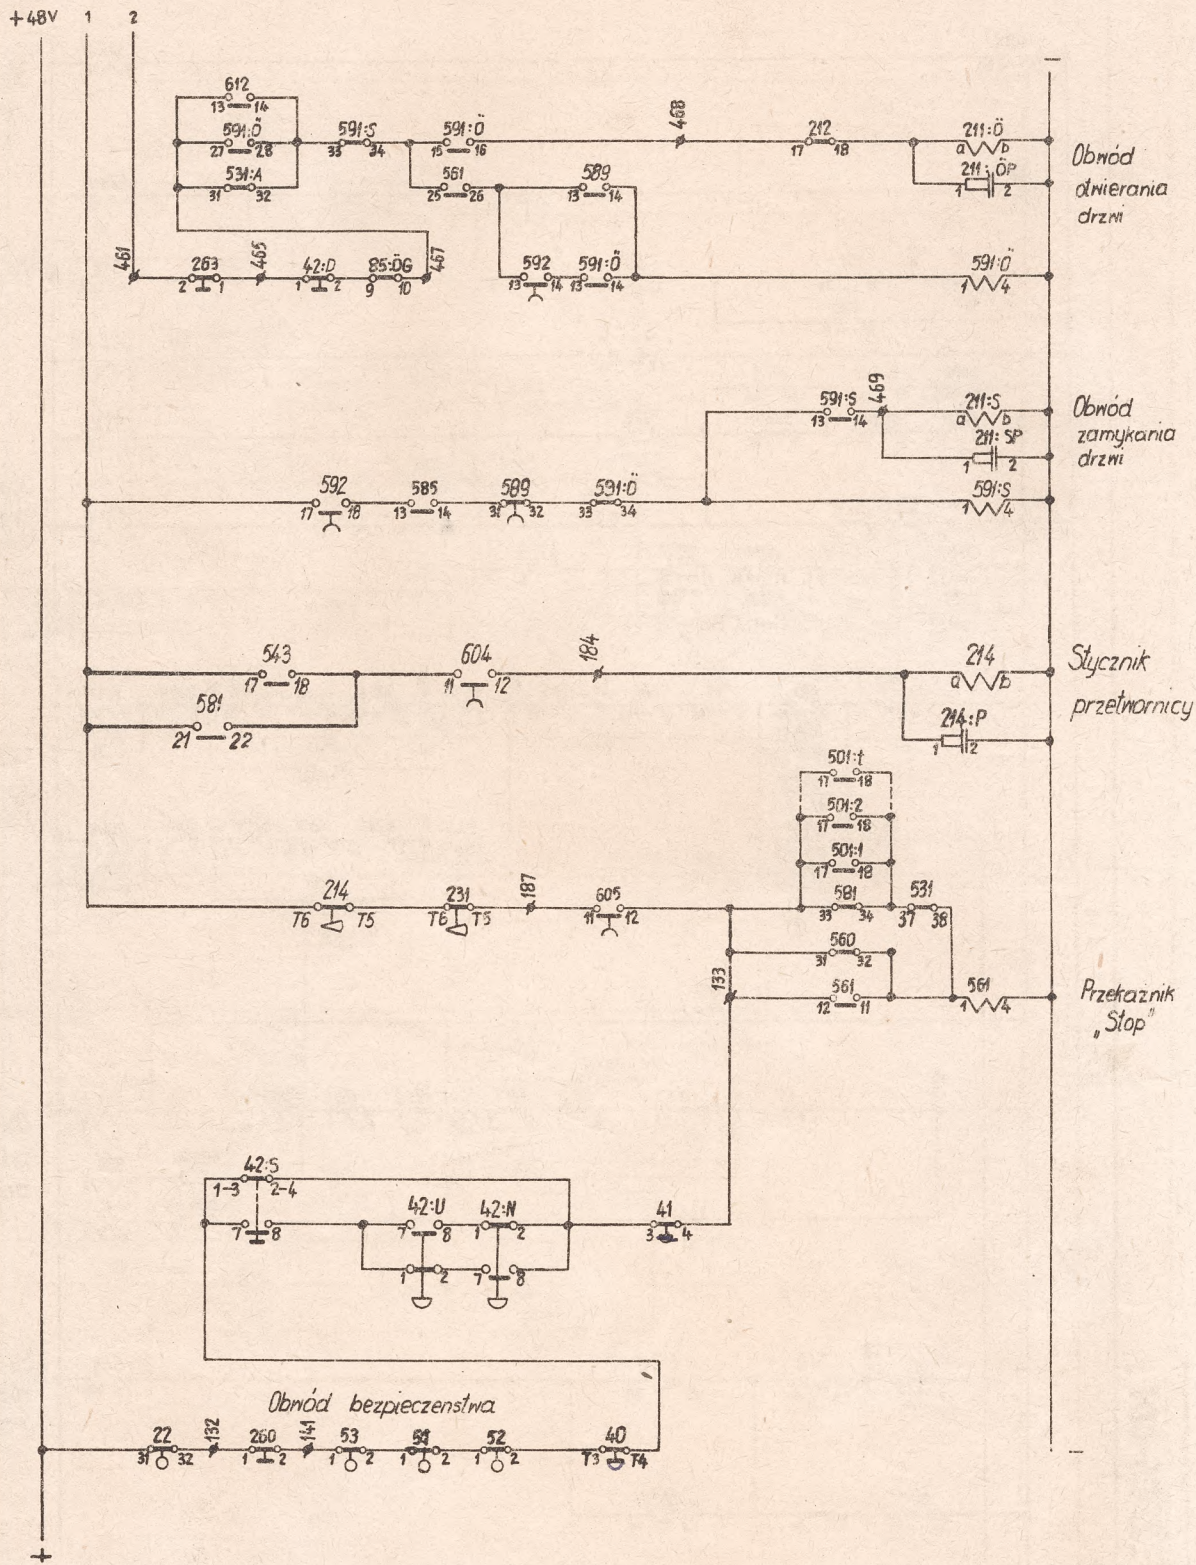 +48V 1 2
−
612
13 14
591:Ö 591:S 591:Ö 468 212 211:Ö
27 28 33 34 15 16 17 18 a b
531:A 561 589 211:ÖP
31 32 25 26 13 14 1 2
Obwód
otwierania
drzwi
461 263 465 42:D 85:ÖG 467 592 591:Ö 591:Ö
2 1 1 2 9 10 13 14 13 14 1 4
591:S 469 211:S
13 14 a b
211:SP
1 2
Obwód
zamykania
drzwi
592 585 589 591:Ö 591:S
17 18 13 14 31 32 33 34 1 4
543 604 184 214
17 18 11 12 a b
581 214:P
21 22 1 2
Stycznik
przetwornicy
501:t
17 18
501:2
17 18
501:1
17 18
214 231 187 605 581 531
T6 T5 T6 T5 11 12 33 34 37 38
560
31 32
133 561 561
12 11 1 4
Przekaźnik
„Stop”
42:S
1-3 2-4
42:U 42:N 41
7 8 7 8 1 2 3 4
1 2 7 8
Obwód bezpieczenstwa
22 132 260 141 53 51 52 40
31 32 1 2 1 2 1 2 1 2 T3 T4
−
+